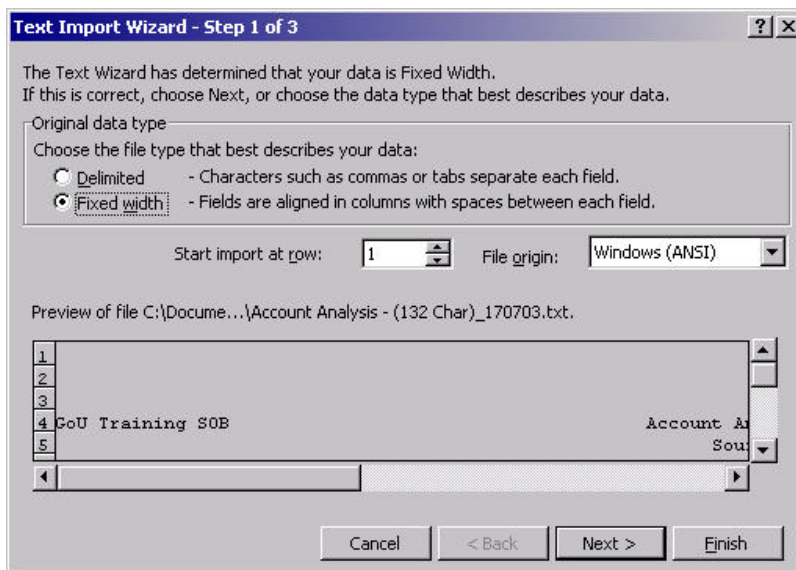 Text Import Wizard - Step 1 of 3
The Text Wizard has determined that your data is Fixed Width.
If this is correct, choose Next, or choose the data type that best describes your data.
Original data type
Choose the file type that best describes your data:
Delimited - Characters such as commas or tabs separate each field.
Fixed width - Fields are aligned in columns with spaces between each field.
Start import at row: 1 File origin: Windows (ANSI)
Preview of file C:\Docume...\Account Analysis - (132 Char)_170703.txt.
1
2
3
4 GoU Training SOB Account A
5 Sou
Cancel < Back Next > Finish